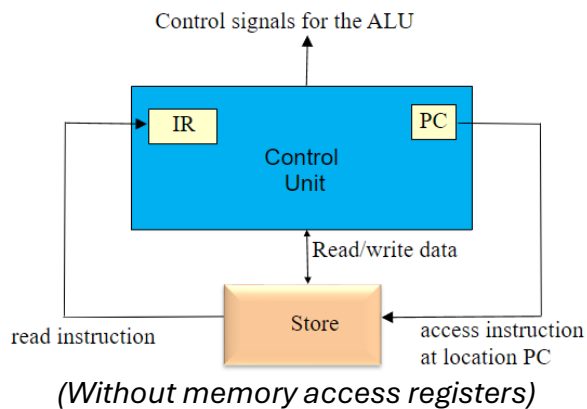 Control signals for the ALU
IR
PC
Control
Unit
Read/write data
read instruction
Store
access instruction
at location PC
(Without memory access registers)